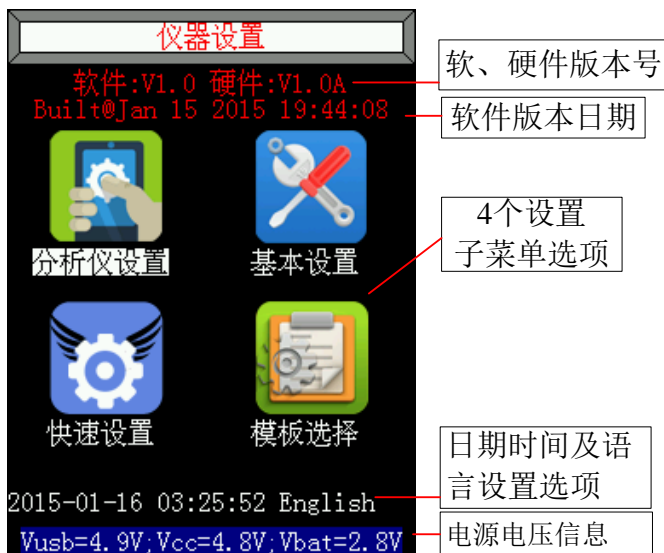 仪器设置
软件:V1.0 硬件:V1.0A
Built@Jan 15 2015 19:44:08
分析仪设置
基本设置
快速设置
模板选择
2015-01-16 03:25:52 English
Vusb=4.9V;Vcc=4.8V;Vbat=2.8V
软、硬件版本号
软件版本日期
4个设置
子菜单选项
日期时间及语
言设置选项
电源电压信息